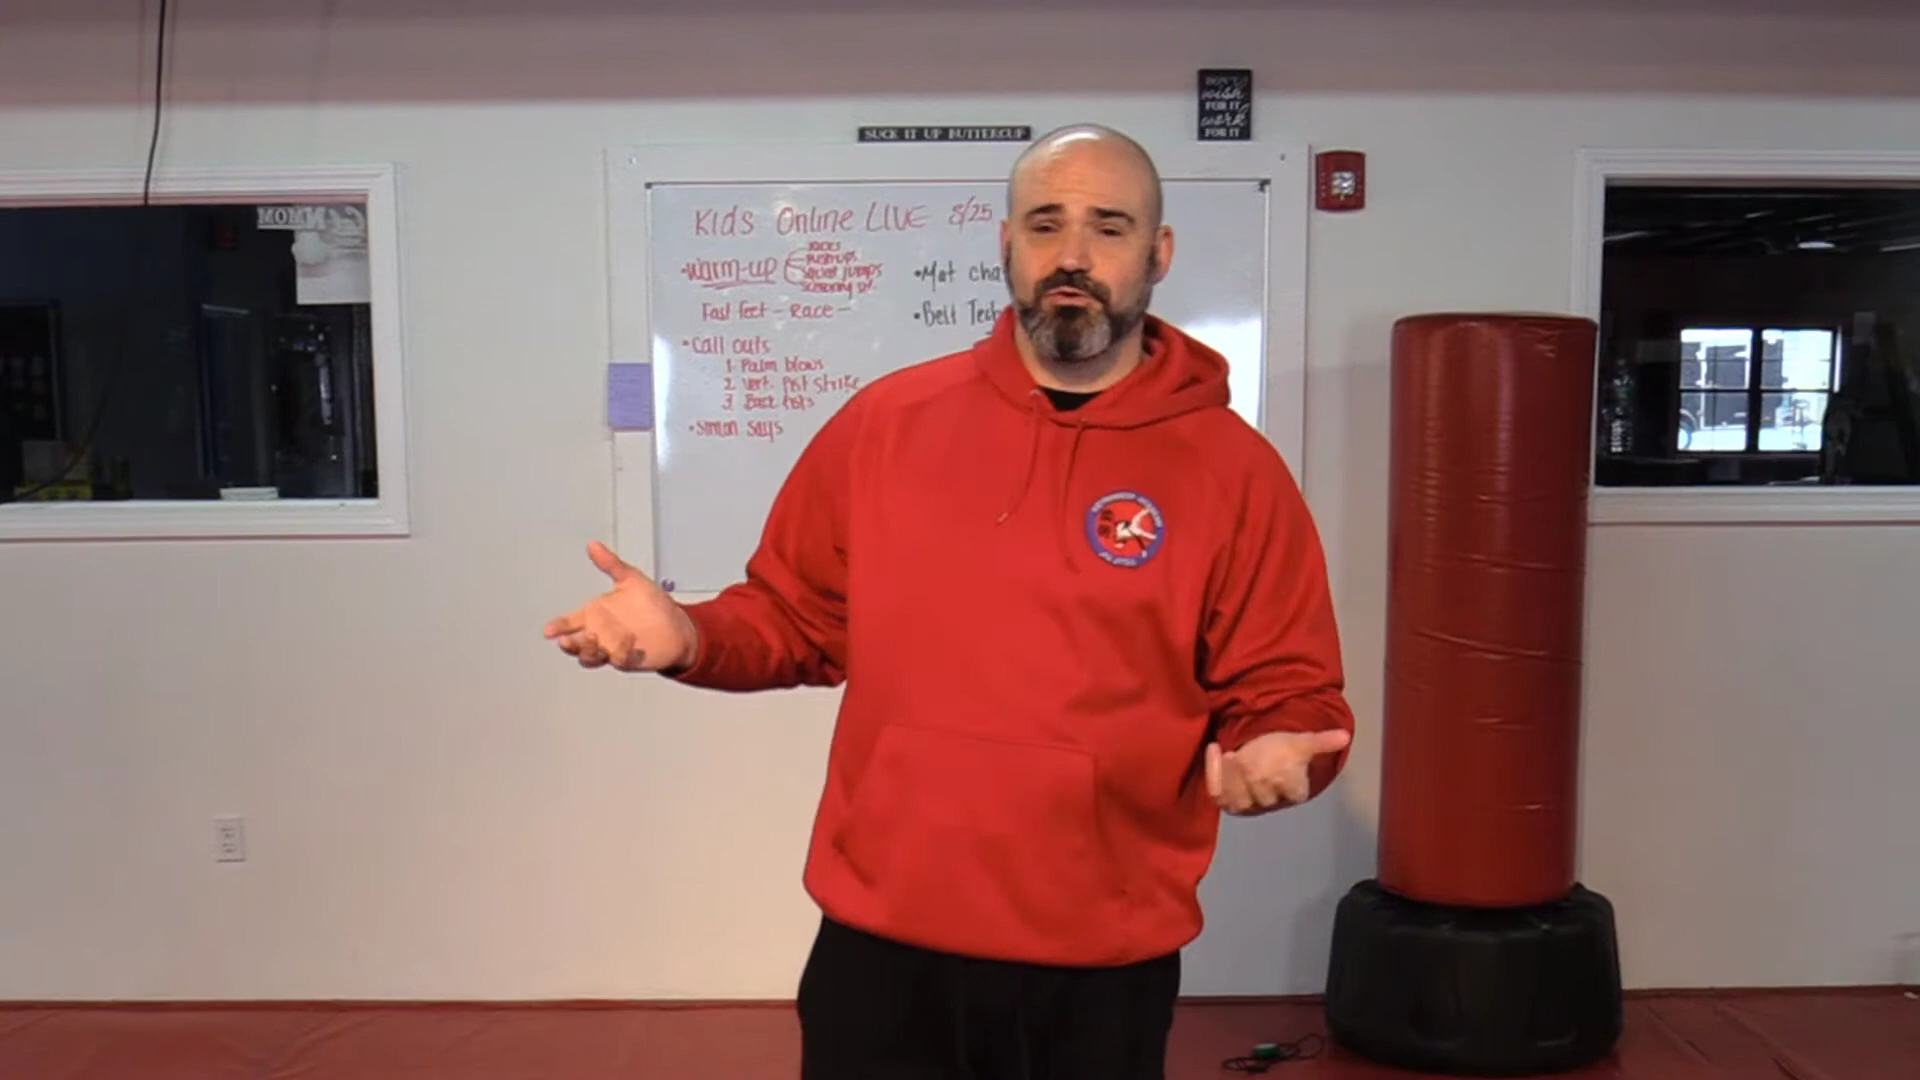 DON'T
wish
FOR IT
work
FOR IT
SUCK IT UP BUTTERCUP
Kids Online LIVE 8/25
•Warm-up
Jacks
Pushups
Squat jumps
Fast feet - Race -
•Call outs
1. Palm blows
2. Vert. fist strike
3. Back fists
•Simon says
•Mat cha
•Belt Tech
MOMM